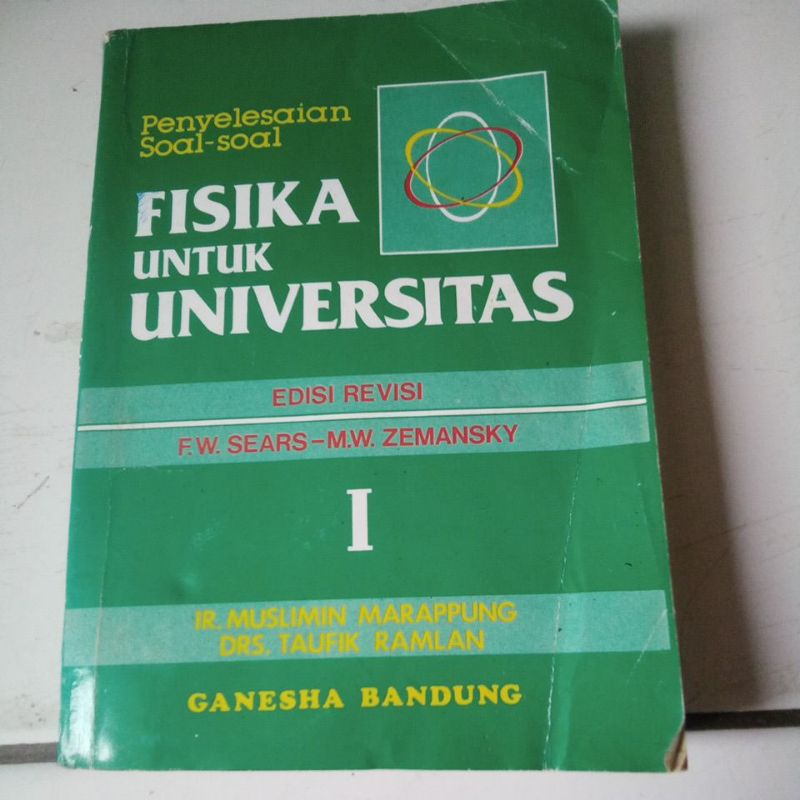 Penyelesaian
Soal-soal
FISIKA
UNTUK
UNIVERSITAS
EDISI REVISI
F.W. SEARS-M.W. ZEMANSKY
I
IR. MUSLIMIN MARAPPUNG
DRS. TAUFIK RAMLAN
GANESHA BANDUNG